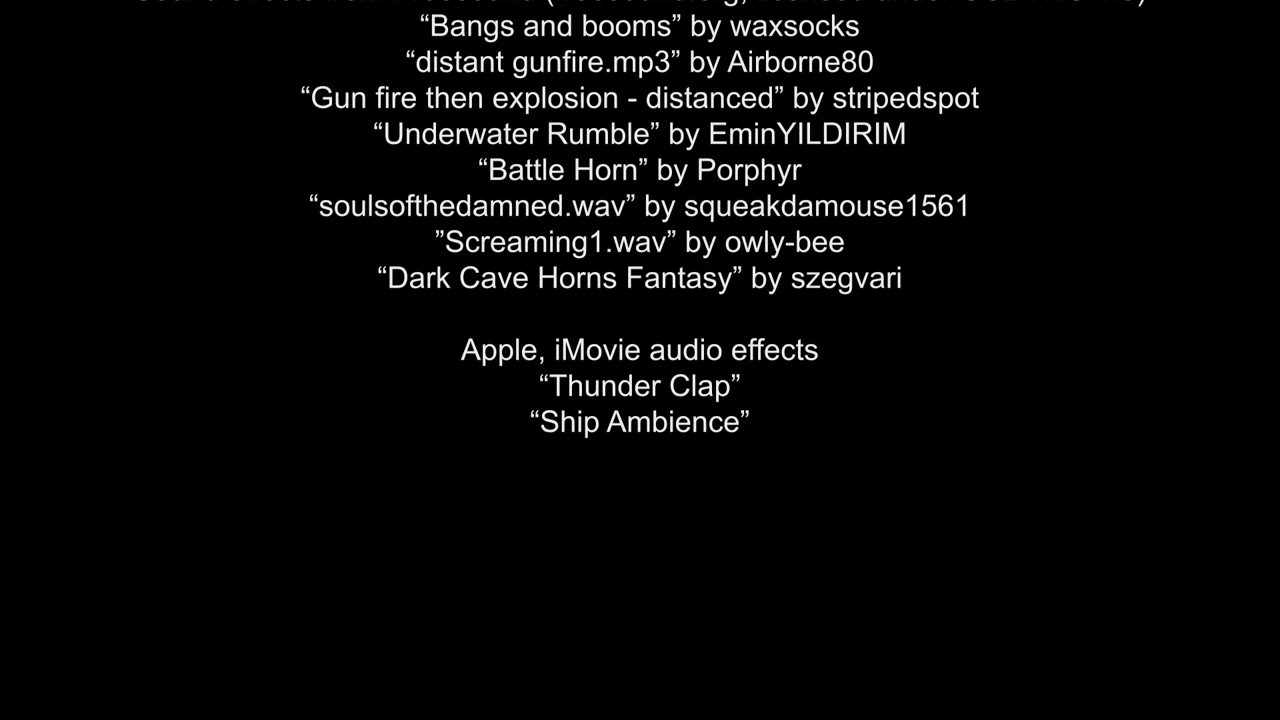 “Bangs and booms” by waxsocks
“distant gunfire.mp3” by Airborne80
“Gun fire then explosion - distanced” by stripedspot
“Underwater Rumble” by EminYILDIRIM
“Battle Horn” by Porphyr
“soulsofthedamned.wav” by squeakdamouse1561
”Screaming1.wav” by owly-bee
“Dark Cave Horns Fantasy” by szegvari
Apple, iMovie audio effects
“Thunder Clap”
“Ship Ambience”